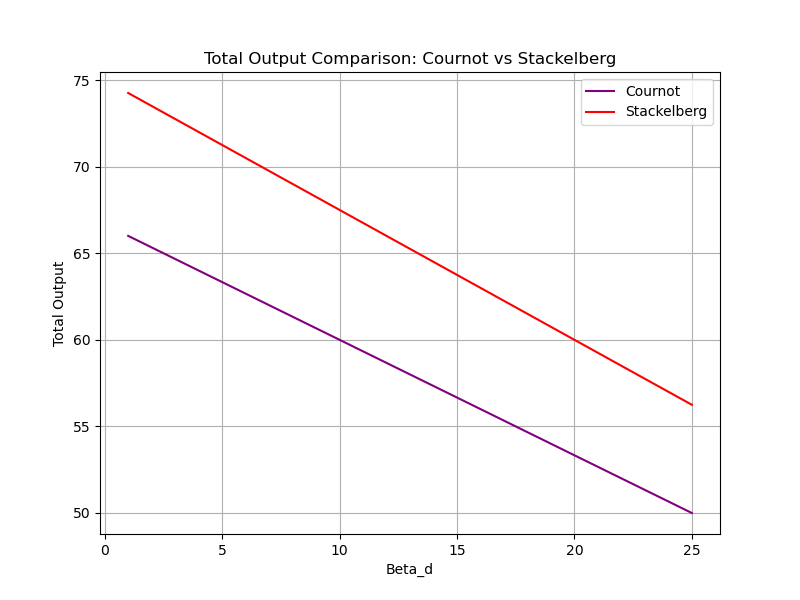 Total Output Comparison: Cournot vs Stackelberg
Cournot
Stackelberg
Total Output
75
70
65
60
55
50
0 5 10 15 20 25
Beta_d